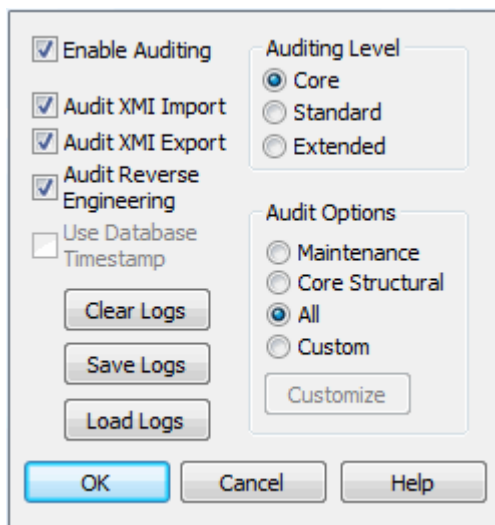 Enable Auditing
Audit XMI Import
Audit XMI Export
Audit Reverse
Engineering
Use Database
Timestamp
Clear Logs
Save Logs
Load Logs
Auditing Level
Core
Standard
Extended
Audit Options
Maintenance
Core Structural
All
Custom
Customize
OK
Cancel
Help